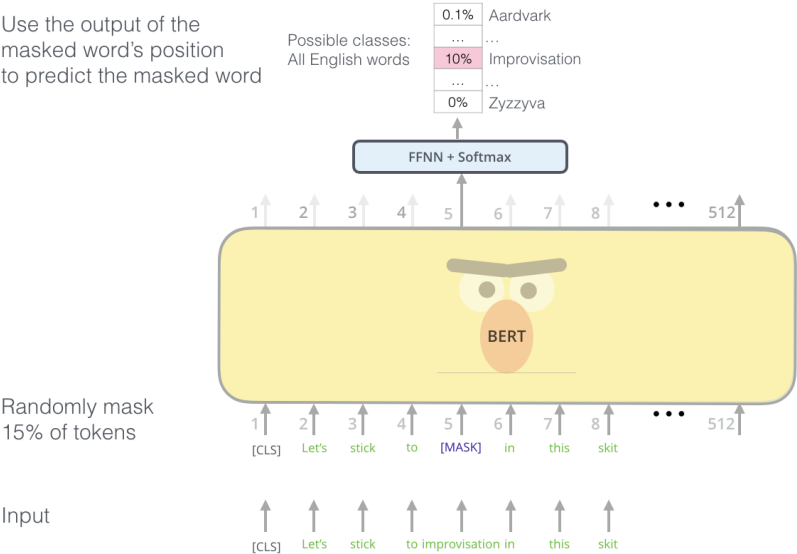 Use the output of the
masked word's position
to predict the masked word
Possible classes:
All English words
0.1% Aardvark
... ...
10% Improvisation
... ...
0% Zyzzyva
FFNN + Softmax
1 2 3 4 5 6 7 8 ••• 512
BERT
Randomly mask
15% of tokens
1 2 3 4 5 6 7 8 ••• 512
[CLS] Let's stick to [MASK] in this skit
Input
[CLS] Let's stick to improvisation in this skit